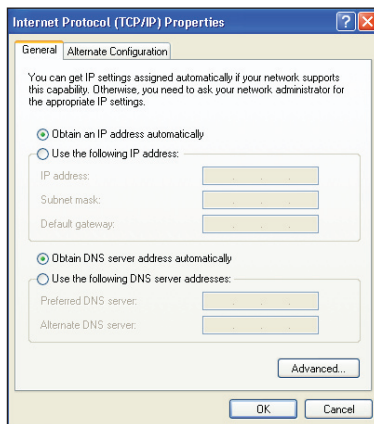 Internet Protocol (TCP/IP) Properties
General
Alternate Configuration
You can get IP settings assigned automatically if your network supports
this capability. Otherwise, you need to ask your network administrator for
the appropriate IP settings.
Obtain an IP address automatically
Use the following IP address:
IP address:
Subnet mask:
Default gateway:
Obtain DNS server address automatically
Use the following DNS server addresses:
Preferred DNS server:
Alternate DNS server:
Advanced...
OK
Cancel